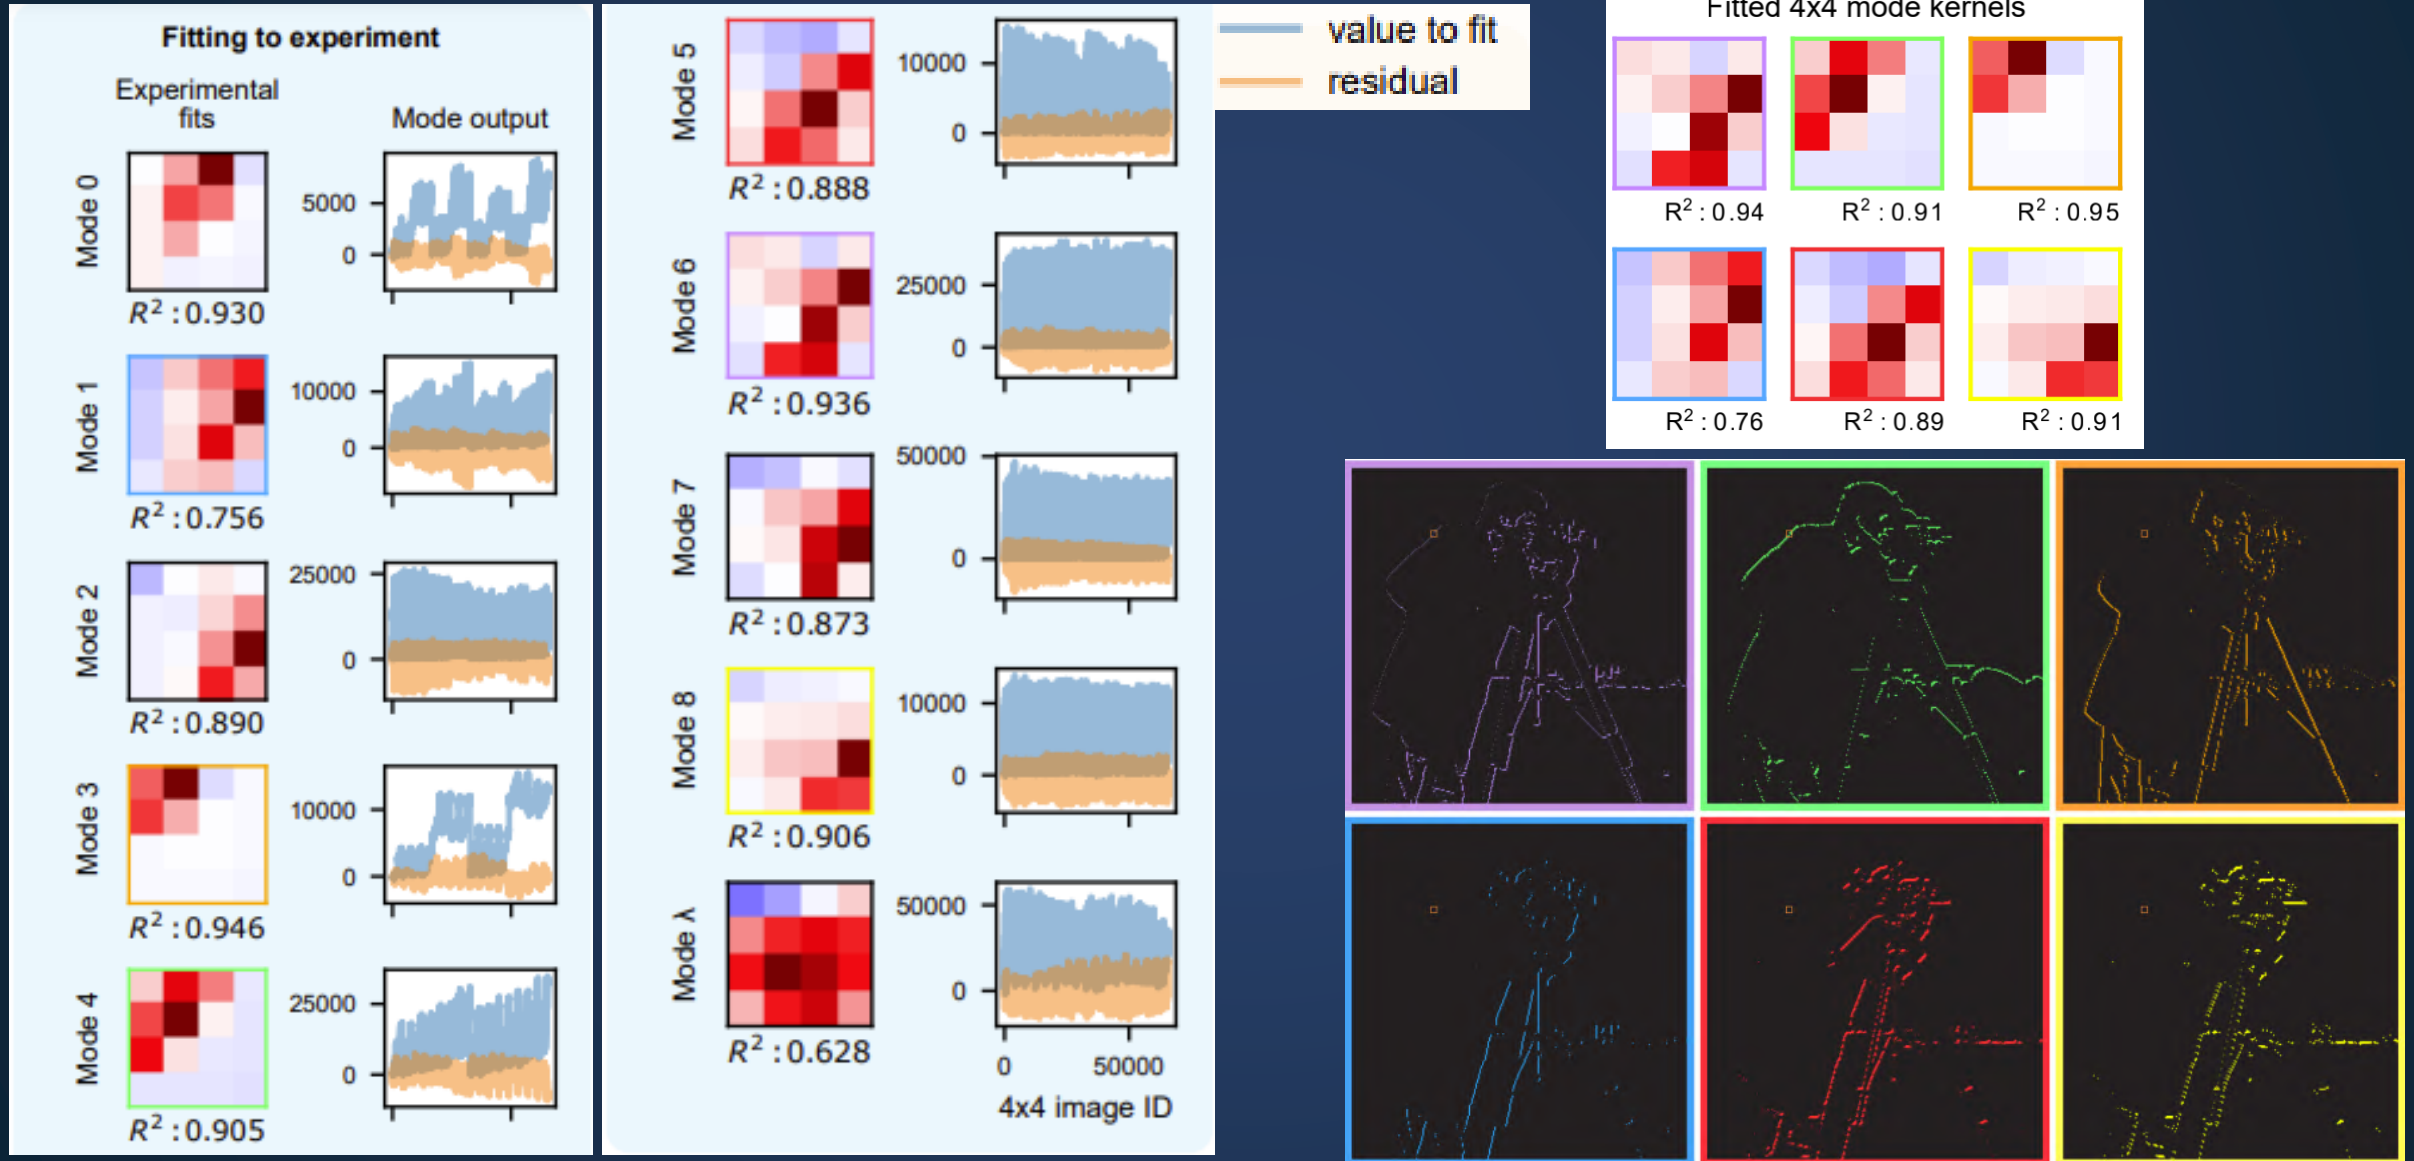 Fitting to experiment
Experimental
fits
Mode output
Mode 0
5000
0
R²:0.930
Mode 1
10000
0
R²:0.756
Mode 2
25000
0
R²:0.890
Mode 3
10000
0
R²:0.946
Mode 4
25000
0
R²:0.905
Mode 5
10000
0
R²:0.888
Mode 6
25000
0
R²:0.936
Mode 7
50000
0
R²:0.873
Mode 8
10000
0
R²:0.906
Mode λ
50000
0
R²:0.628
0 50000
4x4 image ID
value to fit
residual
Fitted 4x4 mode kernels
R²:0.94 R²:0.91 R²:0.95
R²:0.76 R²:0.89 R²:0.91